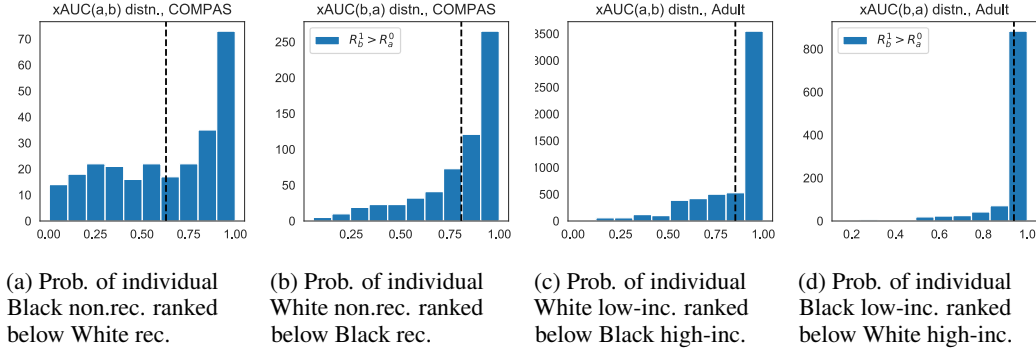 xAUC(a,b) distn., COMPAS
70
60
50
40
30
20
10
0
0.00 0.25 0.50 0.75 1.00
(a) Prob. of individual
Black non.rec. ranked
below White rec.
xAUC(b,a) distn., COMPAS
R_b^1 > R_a^0
250
200
150
100
50
0
0.25 0.50 0.75 1.00
(b) Prob. of individual
White non.rec. ranked
below Black rec.
xAUC(a,b) distn., Adult
3500
3000
2500
2000
1500
1000
500
0
0.00 0.25 0.50 0.75 1.00
(c) Prob. of individual
White low-inc. ranked
below Black high-inc.
xAUC(b,a) distn., Adult
R_b^1 > R_a^0
800
600
400
200
0
0.2 0.4 0.6 0.8 1.0
(d) Prob. of individual
Black low-inc. ranked
below White high-inc.